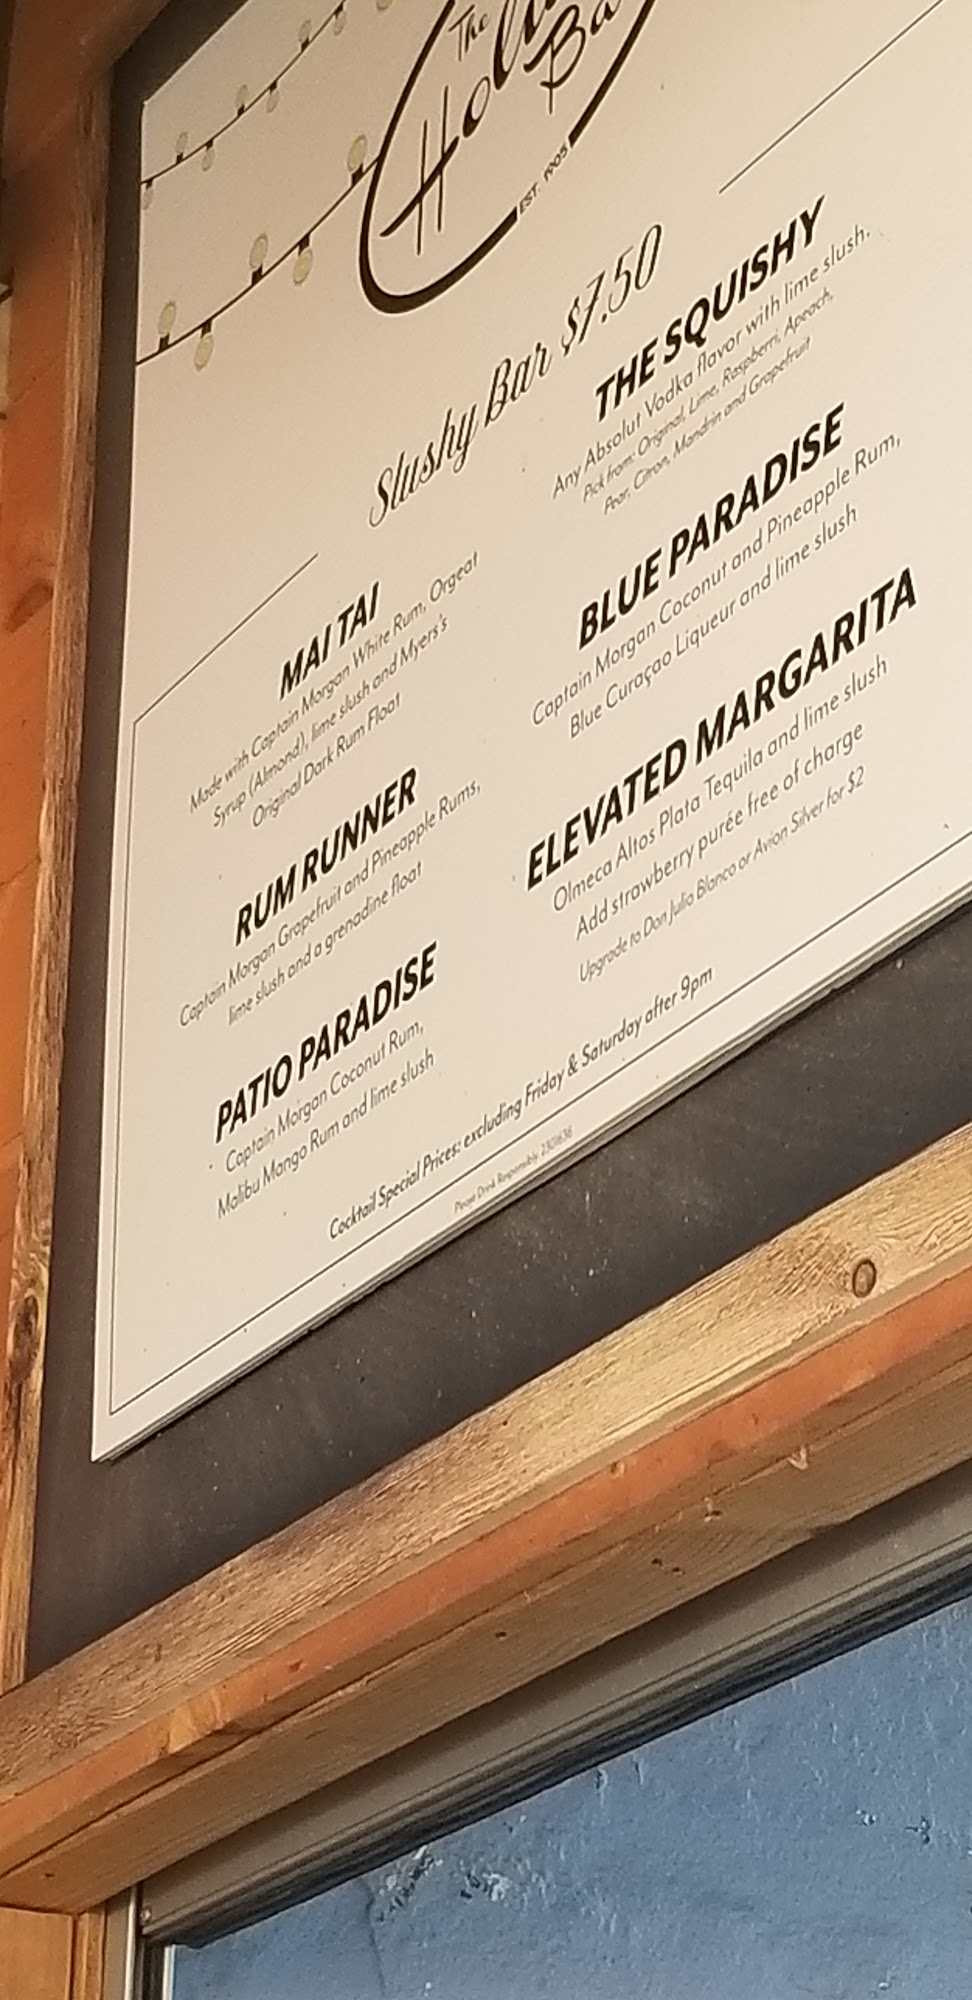 The
Bar
EST. 1905
Slushy Bar $7.50
MAI TAI
Made with Captain Morgan White Rum, Orgeat
Syrup (Almond), lime slush and Myers's
Original Dark Rum Float
RUM RUNNER
Captain Morgan Grapefruit and Pineapple Rums,
lime slush and a grenadine float
PATIO PARADISE
Captain Morgan Coconut Rum,
Malibu Mango Rum and lime slush
THE SQUISHY
Any Absolut Vodka flavor with lime slush.
Pick from: Original, Lime, Raspberri, Apeach,
Pear, Citron, Mandrin and Grapefruit
BLUE PARADISE
Captain Morgan Coconut and Pineapple Rum,
Blue Curaçao Liqueur and lime slush
ELEVATED MARGARITA
Olmeca Altos Plata Tequila and lime slush
Add strawberry purée free of charge
Upgrade to Don Julio Blanco or Avion Silver for $2
Cocktail Special Prices: excluding Friday & Saturday after 9pm
Please Drink Responsibly.